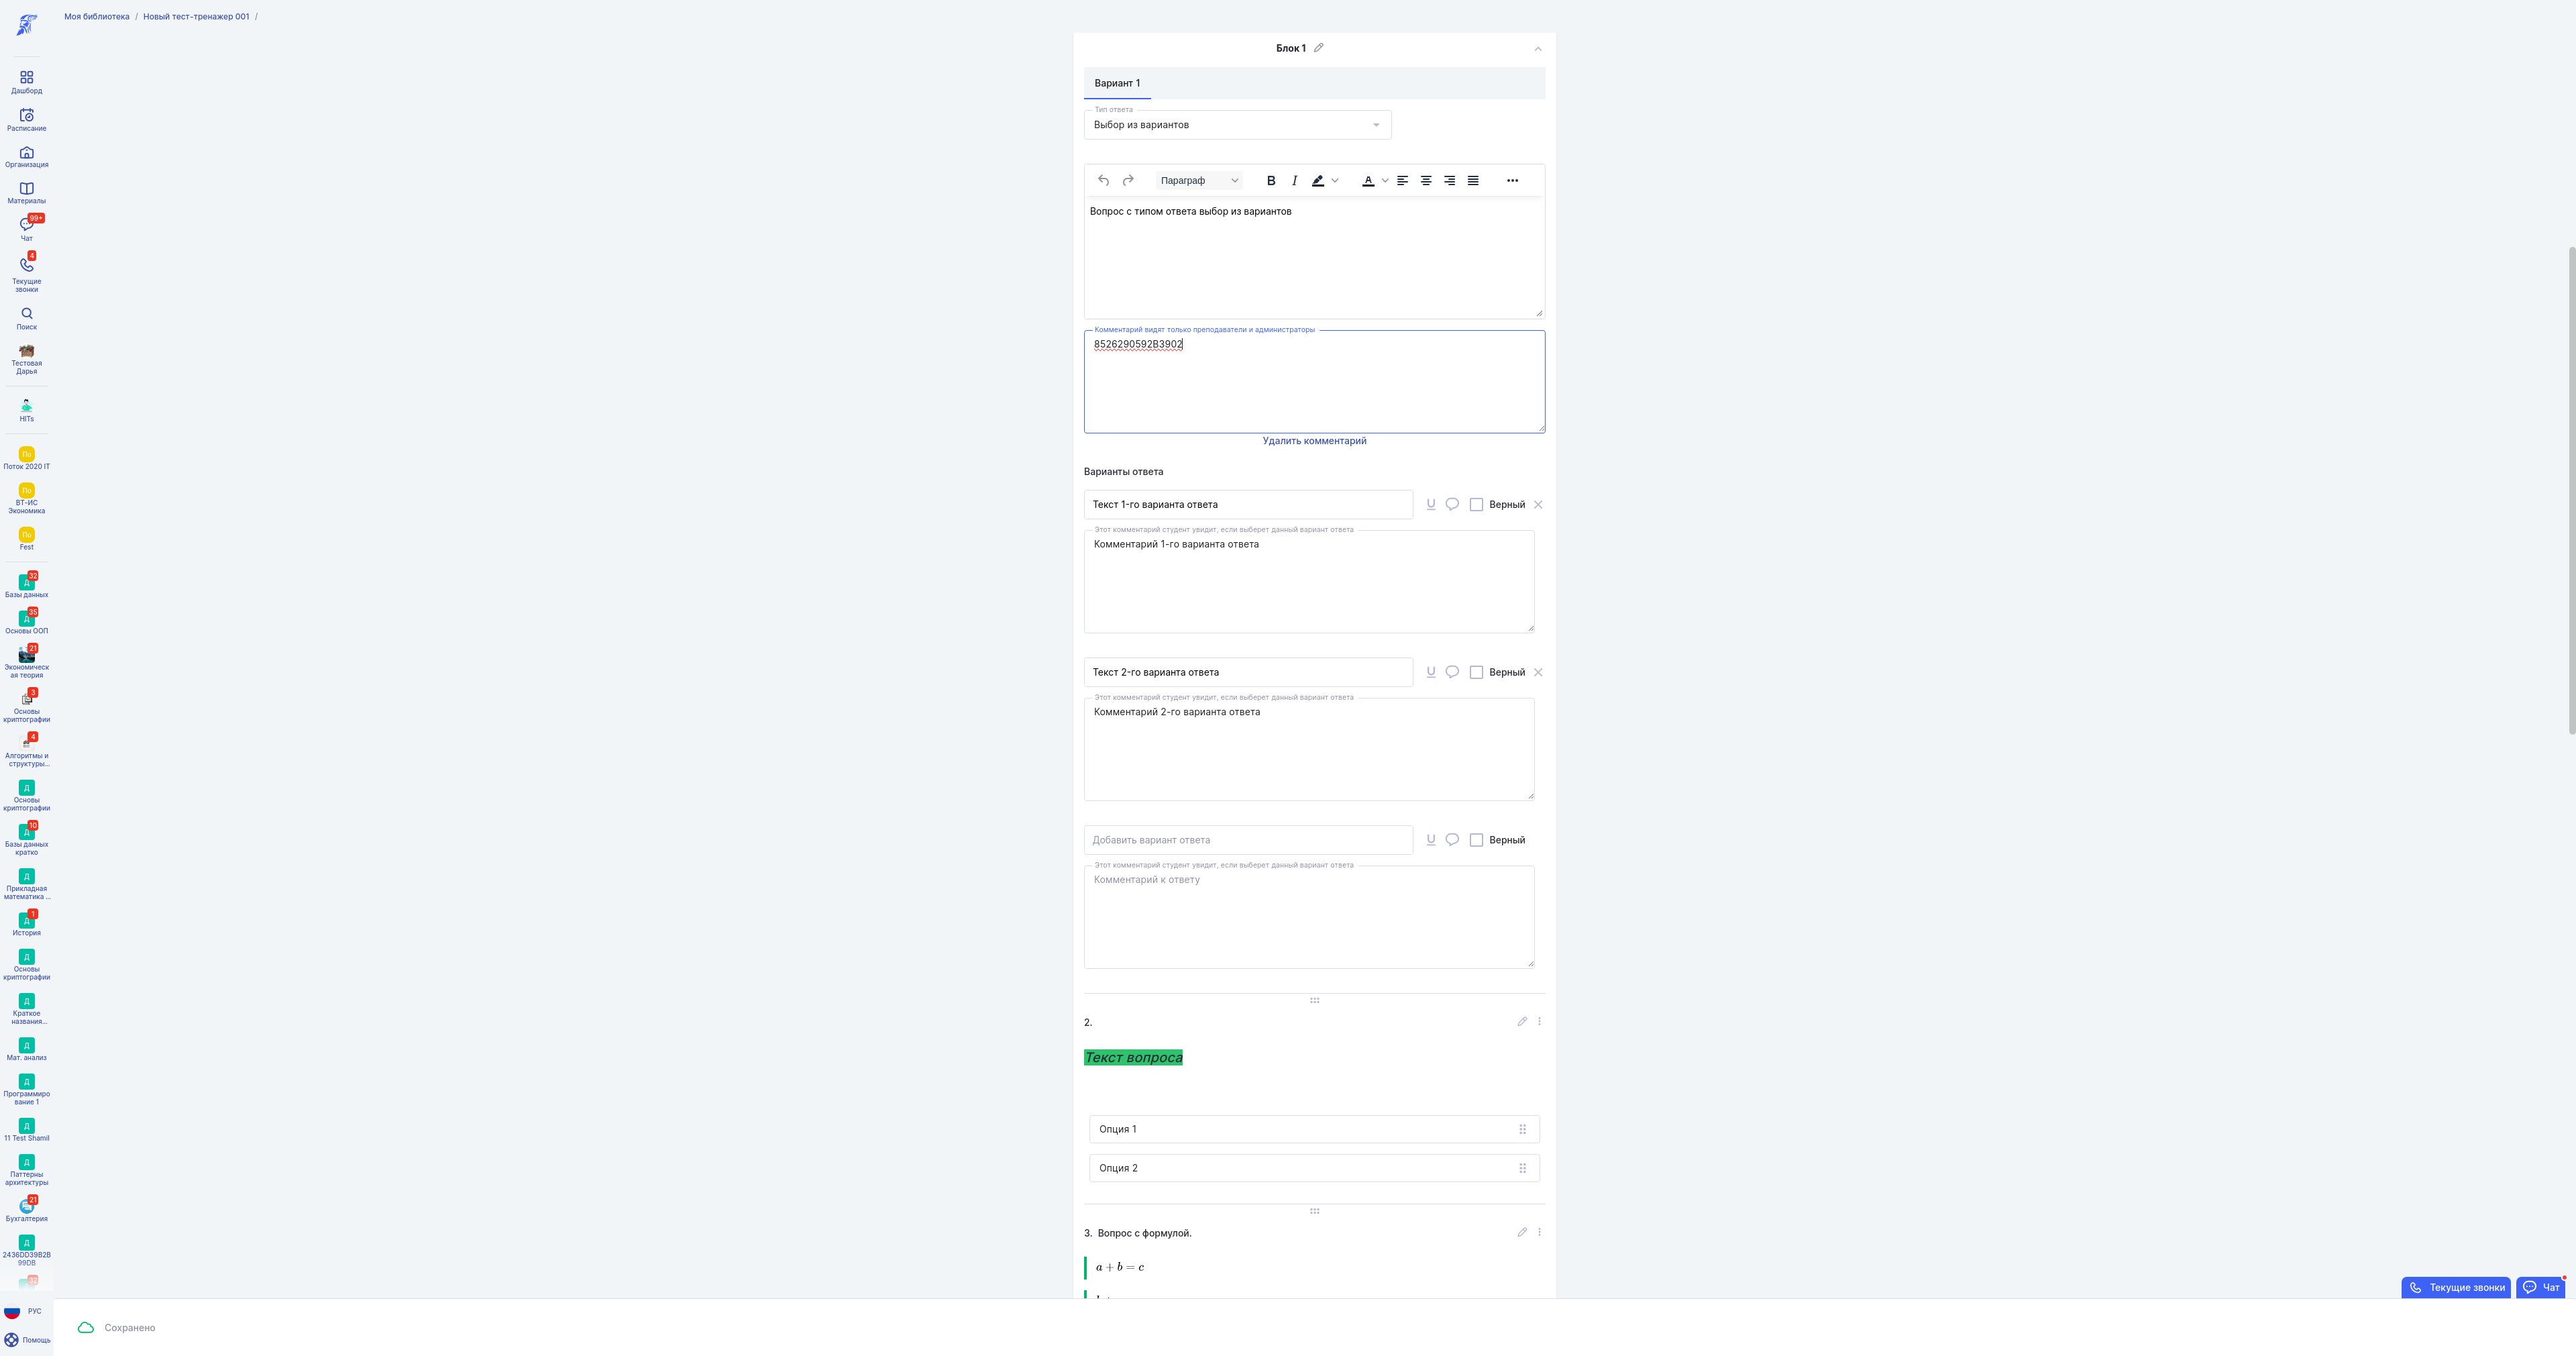 Моя библиотека / Новый тест-тренажер 001 /
Дашборд
Расписание
Организация
Материалы
99+
Чат
4
Текущие
звонки
Поиск
Тестовая
Дарья
HITs
По
Поток 2020 IT
По
ВТ-ИС
Экономика
По
Fest
Д 32
Базы данных
Д 35
Основы ООП
21
Экономическ
ая теория
3
Основы
криптографии
4
Алгоритмы и
структуры...
Д
Основы
криптографии
Д 10
Базы данных
кратко
Д
Прикладная
математика ...
Д 1
История
Д
Основы
криптографии
Д
Краткое
названия...
Д
Мат. анализ
Д
Программиро
вание 1
Д
11 Test Shamil
Д
Паттерны
архитектуры
21
Бухгалтерия
Д
2436DD39B2B
99DB
32
РУС
Помощь
Блок 1
Вариант 1
Тип ответа
Выбор из вариантов
Параграф B I A
Вопрос с типом ответа выбор из вариантов
Комментарий видят только преподаватели и администраторы
8526290592B3902
Удалить комментарий
Варианты ответа
Текст 1-го варианта ответа U Верный
Этот комментарий студент увидит, если выберет данный вариант ответа
Комментарий 1-го варианта ответа
Текст 2-го варианта ответа U Верный
Этот комментарий студент увидит, если выберет данный вариант ответа
Комментарий 2-го варианта ответа
Добавить вариант ответа U Верный
Этот комментарий студент увидит, если выберет данный вариант ответа
Комментарий к ответу
2.
Текст вопроса
Опция 1
Опция 2
3. Вопрос с формулой.
a + b = c
Текущие звонки
Чат
Сохранено